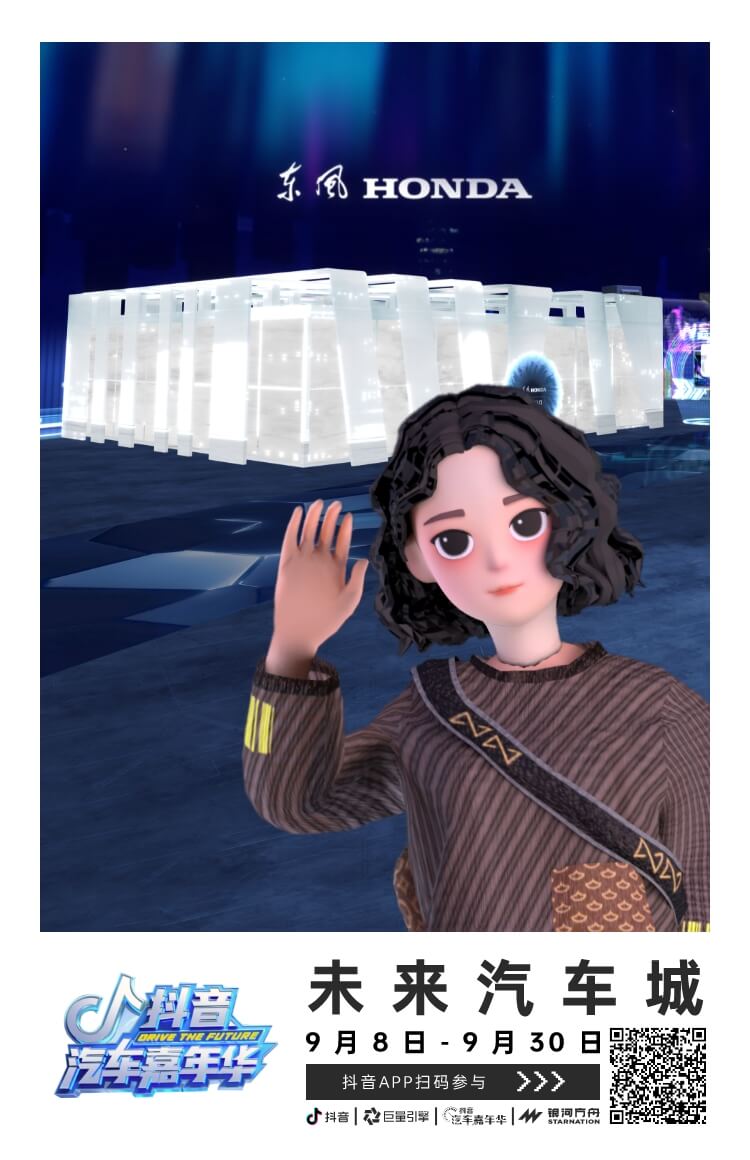 东风 HONDA
HONDA
抖音
DRIVE THE FUTURE
汽车嘉年华
未来汽车城
9月8日-9月30日
抖音APP扫码参与 >>>
抖音 | 巨量引擎 | 抖音汽车嘉年华 | 银河方舟 STARNATION